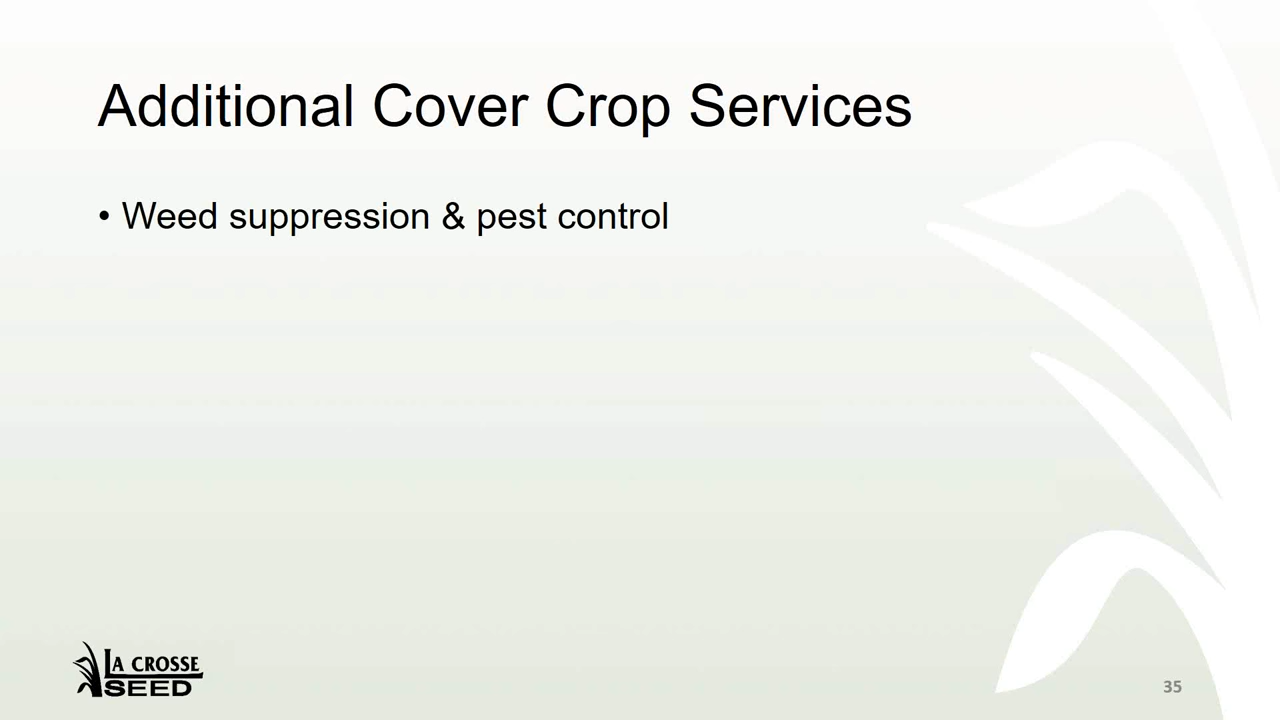 Additional Cover Crop Services
• Weed suppression & pest control
LA CROSSE
SEED
35